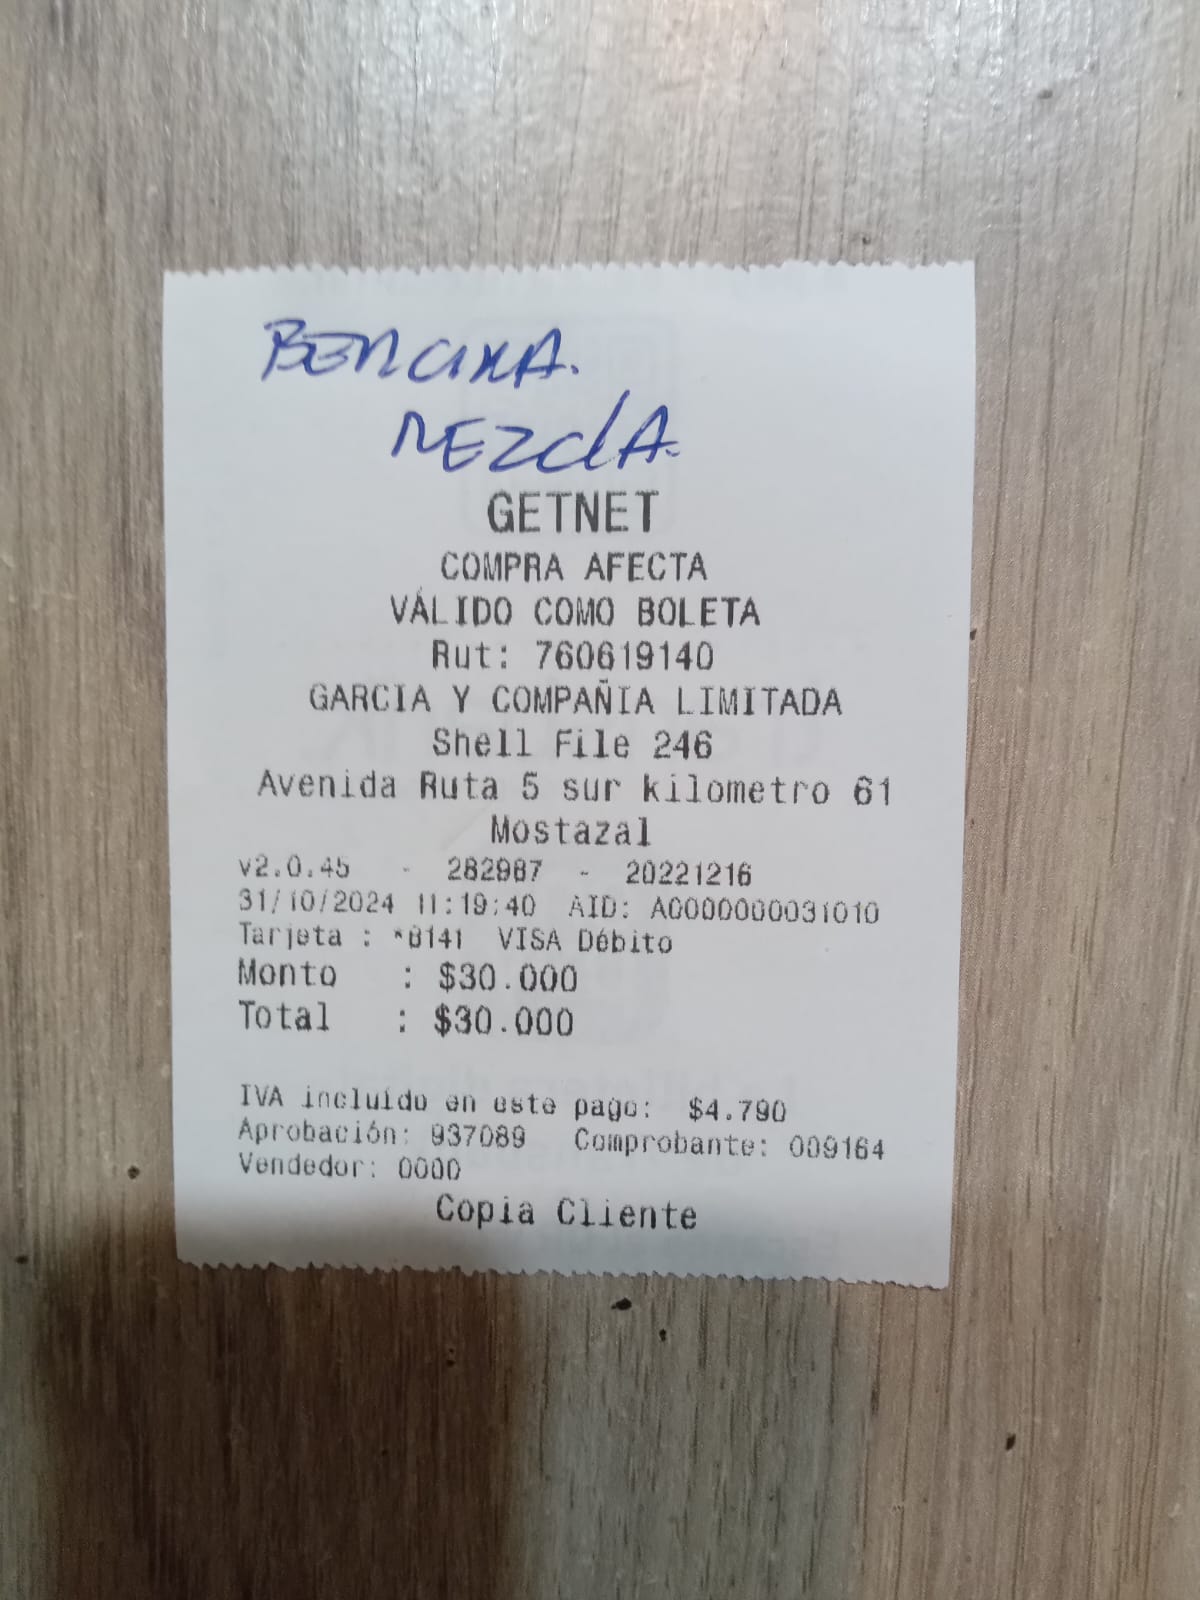 BENCINA.
MEZCLA.
GETNET
COMPRA AFECTA
VÁLIDO COMO BOLETA
Rut: 760619140
GARCIA Y COMPAÑIA LIMITADA
Shell File 246
Avenida Ruta 5 sur kilometro 61
Mostazal
v2.0.45 - 282987 - 20221216
31/10/2024 11:19:40 AID: A0000000031010
Tarjeta : *8141 VISA Débito
Monto : $30.000
Total : $30.000
IVA incluído en este pago: $4.790
Aprobación: 937089 Comprobante: 009164
Vendedor: 0000
Copia Cliente